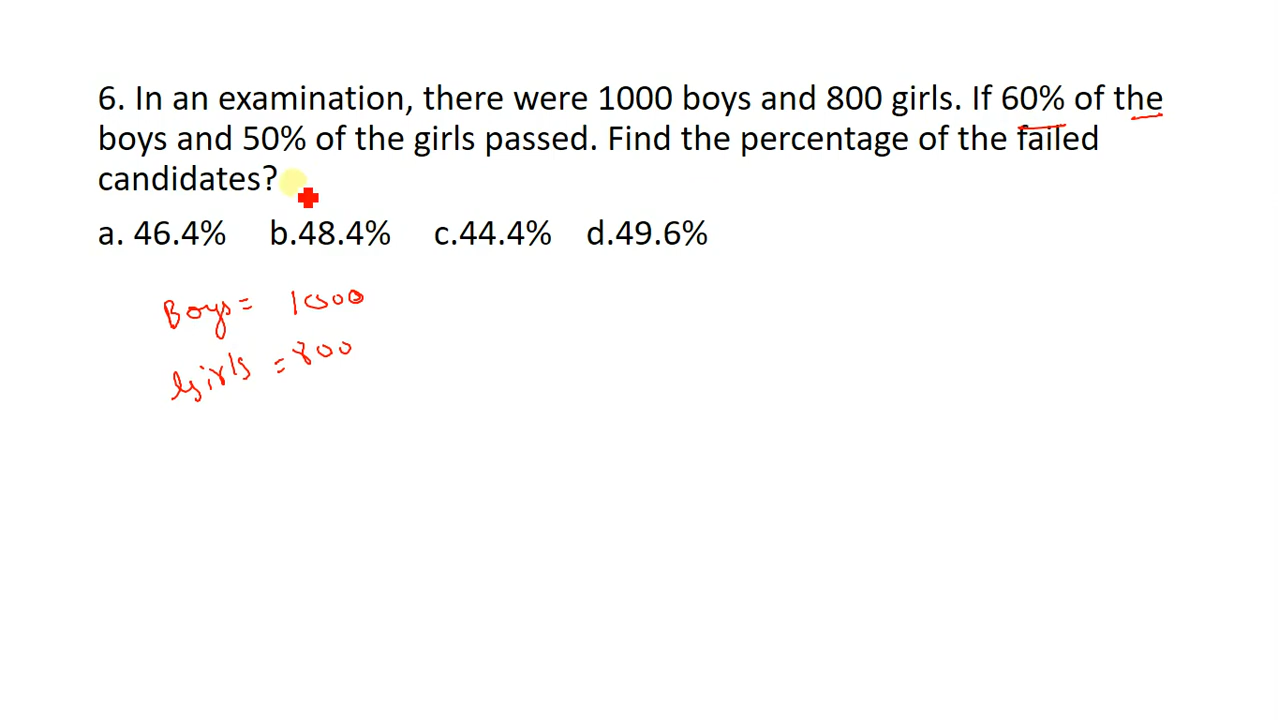 6. In an examination, there were 1000 boys and 800 girls. If 60% of the
boys and 50% of the girls passed. Find the percentage of the failed
candidates?
a. 46.4% b.48.4% c.44.4% d.49.6%
Boys= 1000
Girls = 800